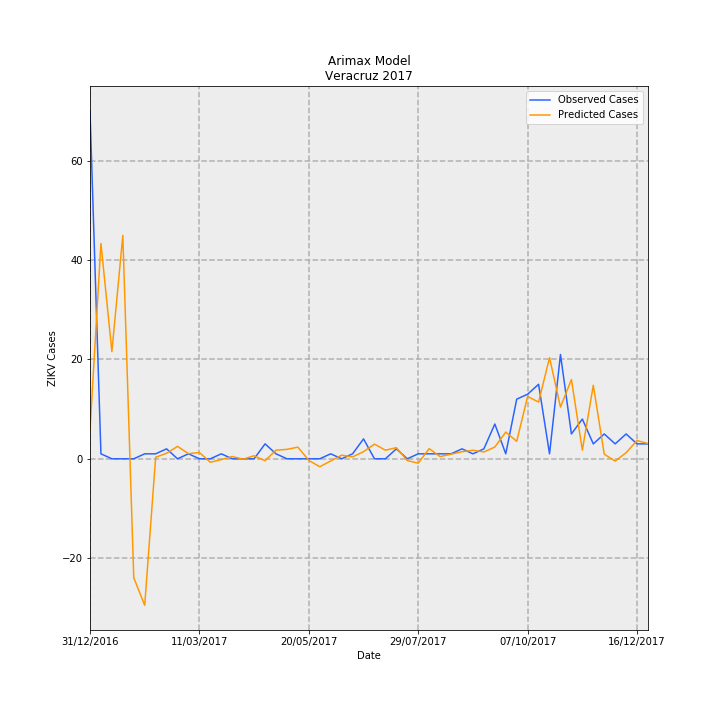 Arimax Model
Veracruz 2017
Observed Cases
Predicted Cases
60
40
20
0
−20
ZIKV Cases
31/12/2016 11/03/2017 20/05/2017 29/07/2017 07/10/2017 16/12/2017
Date